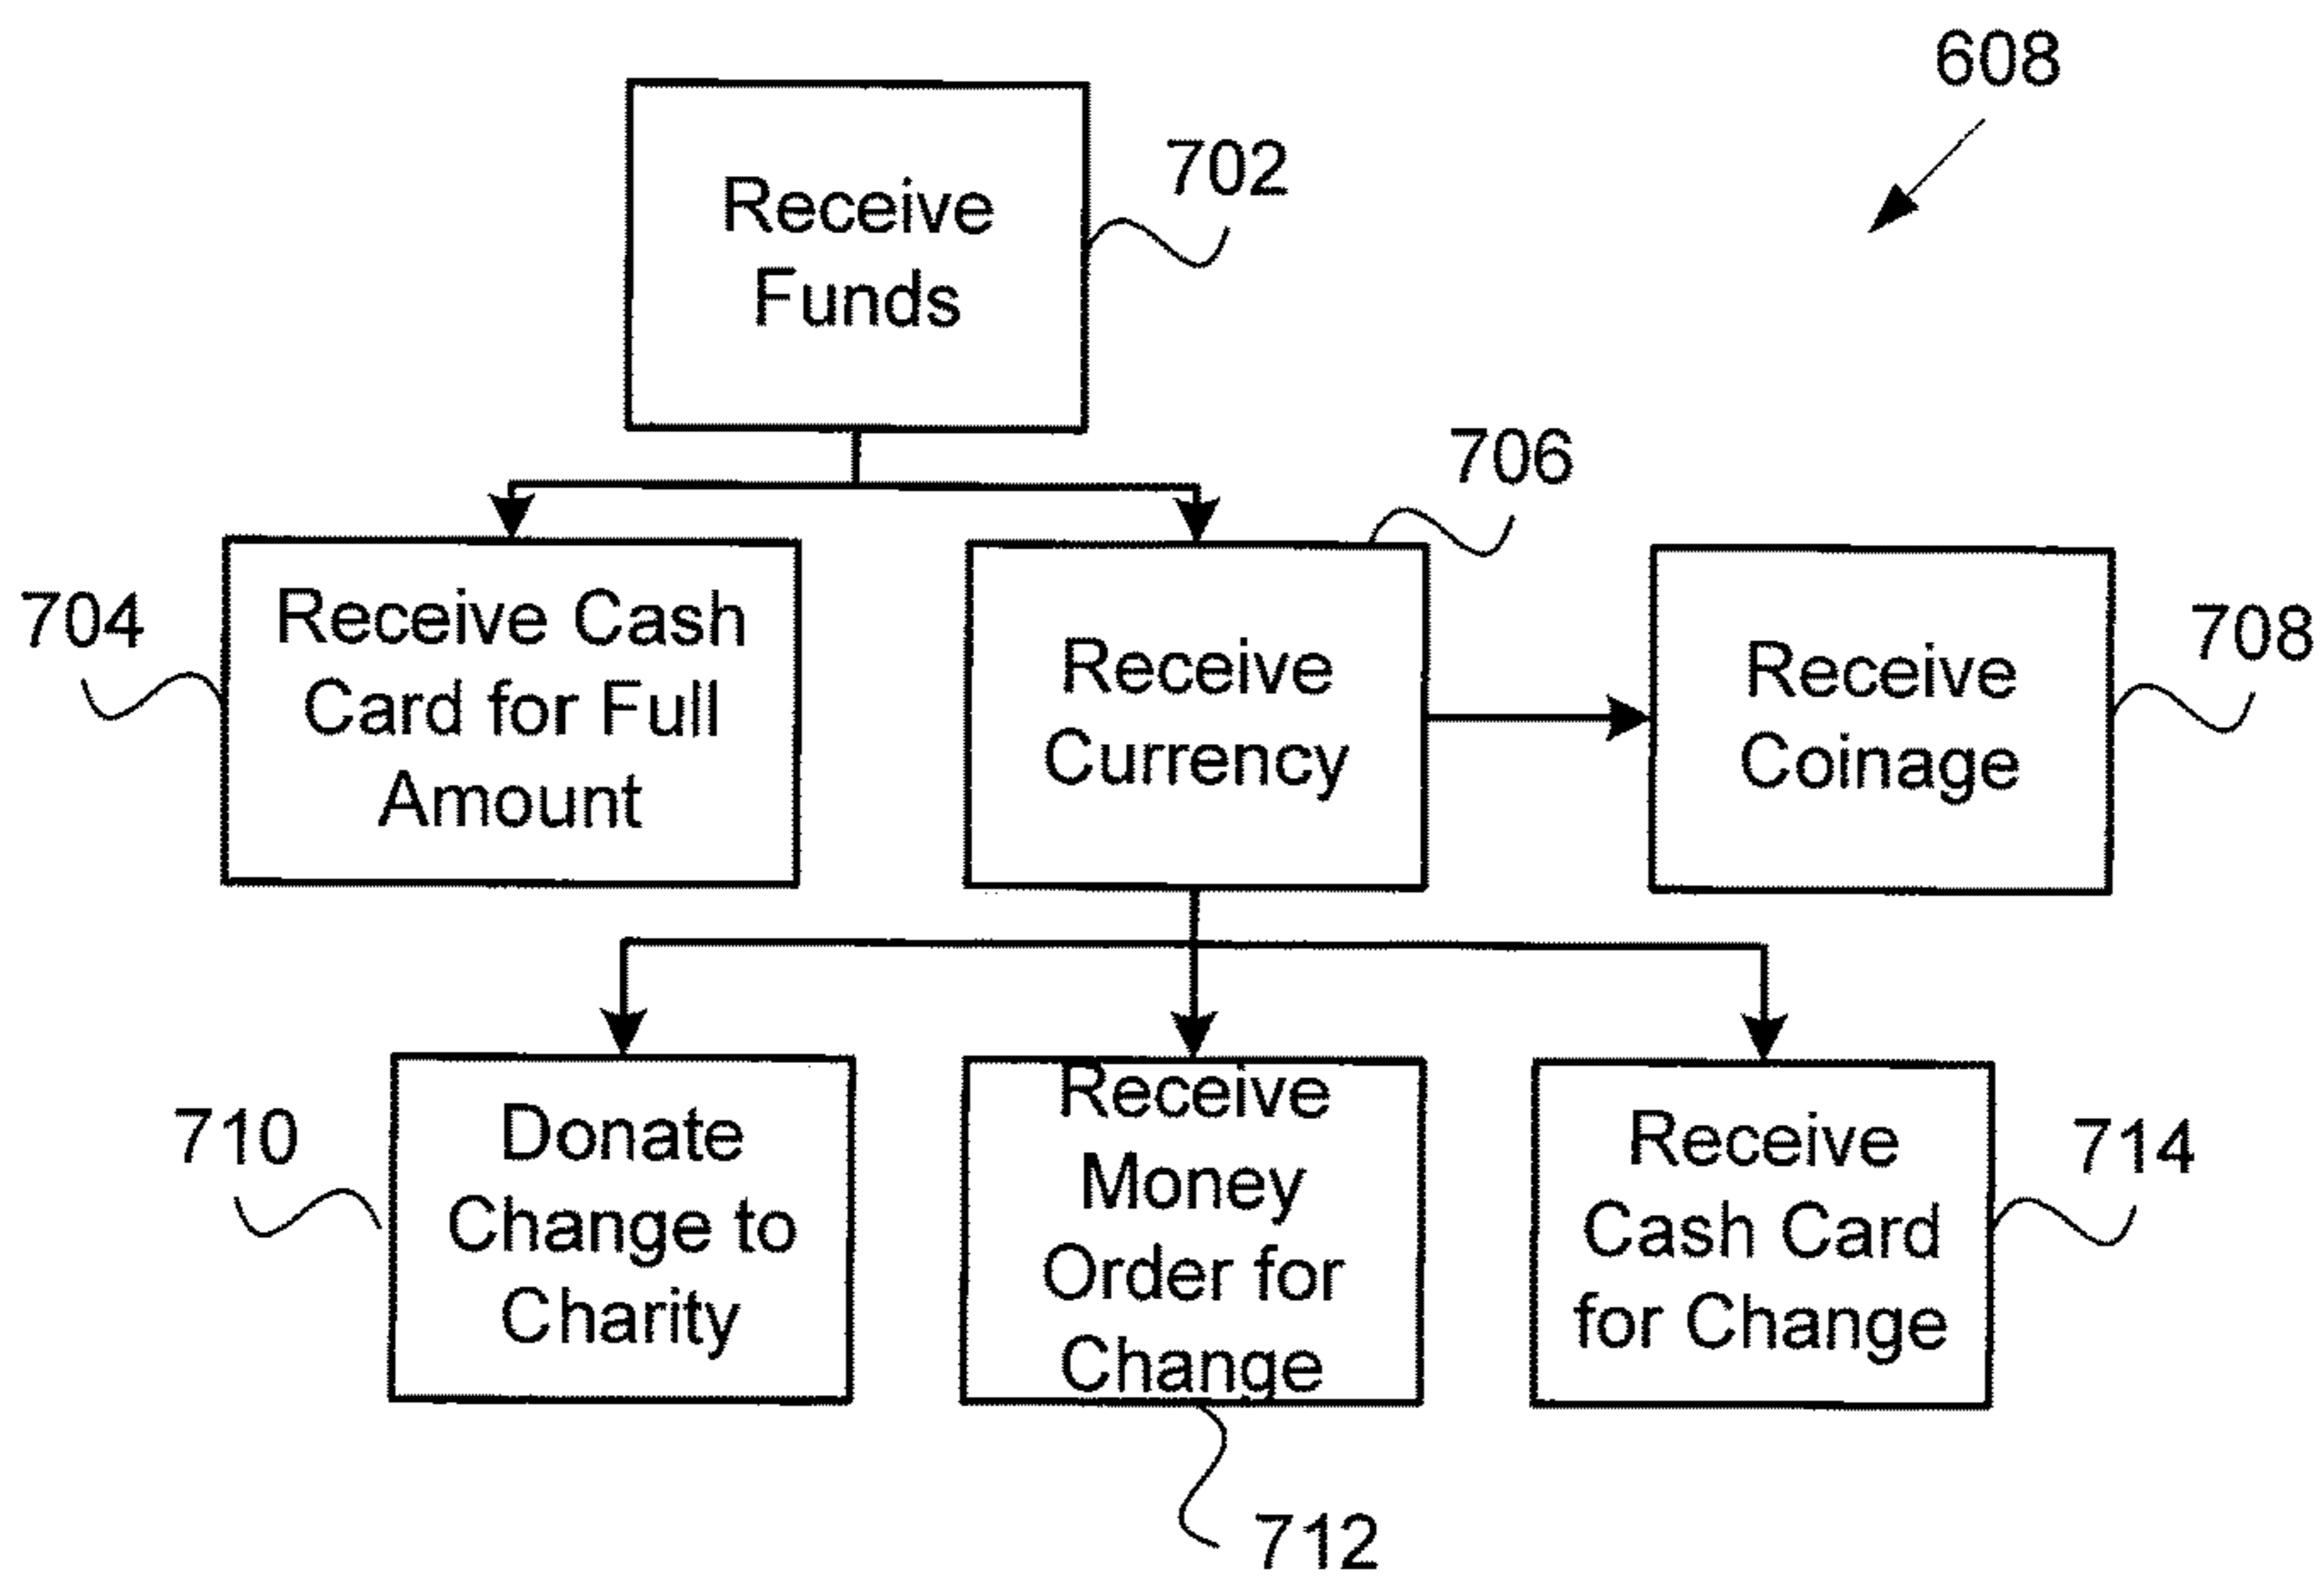 608
702
Receive
Funds
706
704
Receive Cash
Card for Full
Amount
Receive
Currency
708
Receive
Coinage
710
Donate
Change to
Charity
Receive
Money
Order for
Change
714
Receive
Cash Card
for Change
712